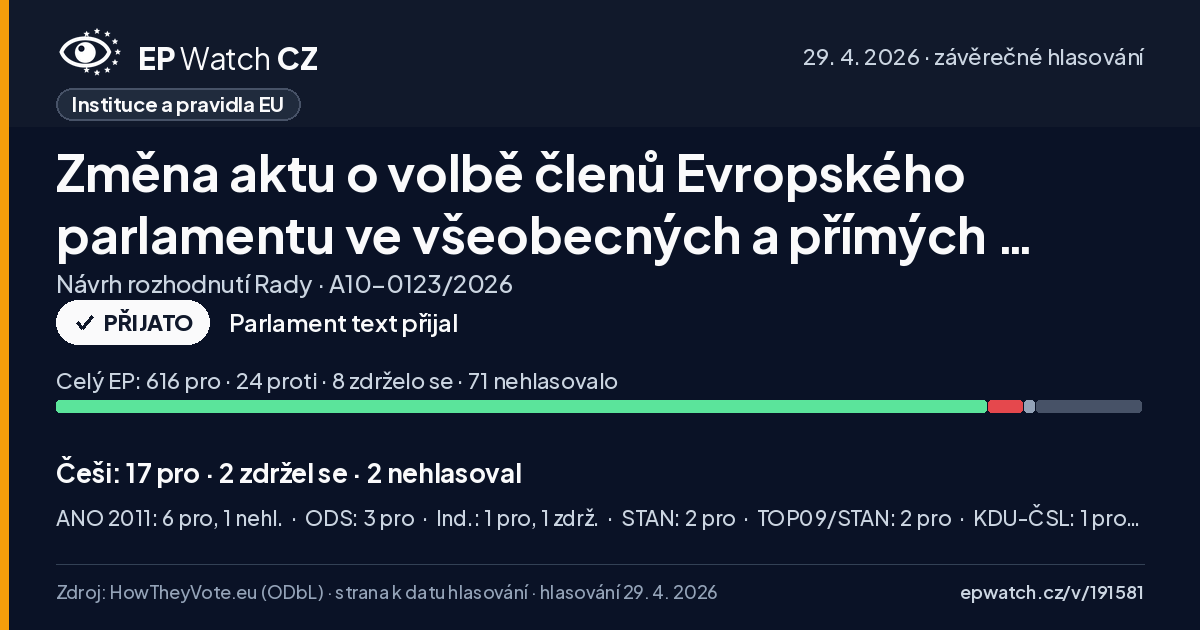 EP Watch CZ
29. 4. 2026 · závěrečné hlasování
Instituce a pravidla EU
Změna aktu o volbě členů Evropského
parlamentu ve všeobecných a přímých …
Návrh rozhodnutí Rady · A10-0123/2026
✓ PŘIJATO Parlament text přijal
Celý EP: 616 pro · 24 proti · 8 zdrželo se · 71 nehlasovalo
Češi: 17 pro · 2 zdržel se · 2 nehlasoval
ANO 2011: 6 pro, 1 nehl. · ODS: 3 pro · Ind.: 1 pro, 1 zdrž. · STAN: 2 pro · TOP09/STAN: 2 pro · KDU-ČSL: 1 pro…
Zdroj: HowTheyVote.eu (ODbL) · strana k datu hlasování · hlasování 29. 4. 2026
epwatch.cz/v/191581